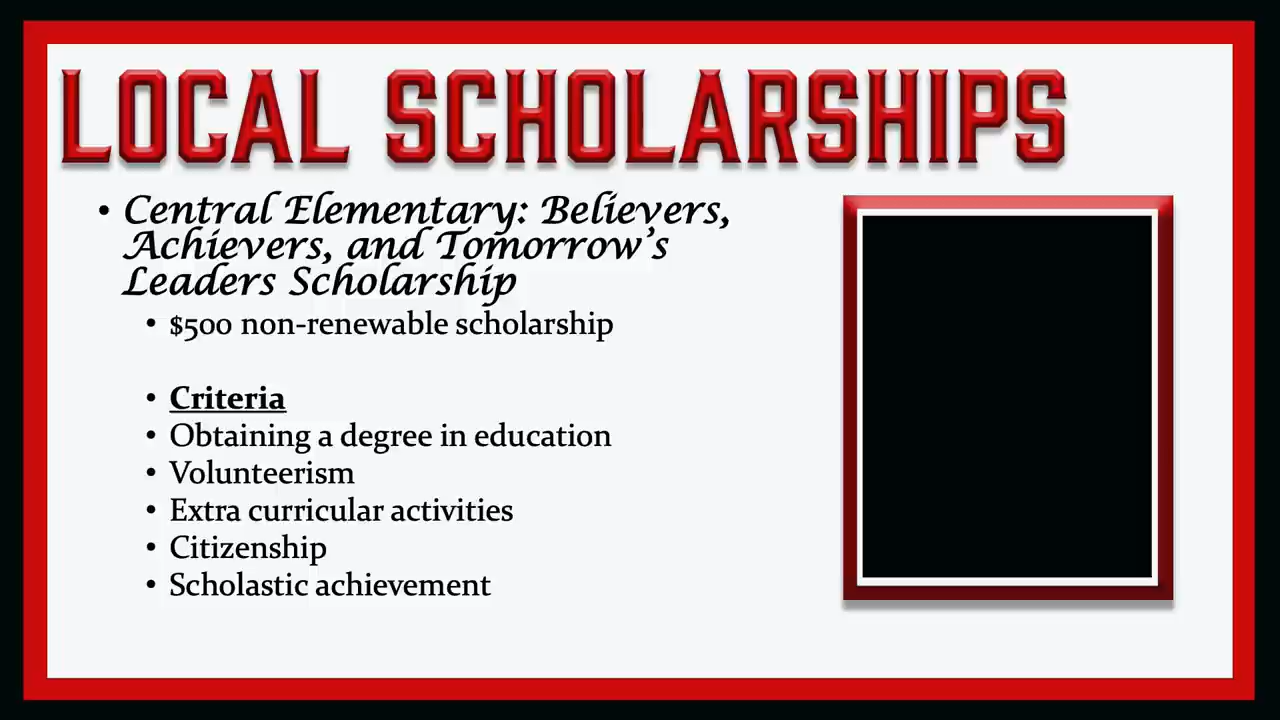 LOCAL SCHOLARSHIPS
• Central Elementary: Believers,
Achievers, and Tomorrow's
Leaders Scholarship
• $500 non-renewable scholarship
• Criteria
• Obtaining a degree in education
• Volunteerism
• Extra curricular activities
• Citizenship
• Scholastic achievement